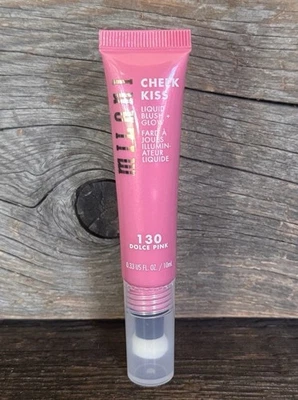 milani
CHEEK
KISS
LIQUID
BLUSH +
GLOW
FARD À
JOUES
ILLUMIN
ATEUR
LIQUIDE
130
DOLCE PINK
0.33 US FL. OZ. / 10mL